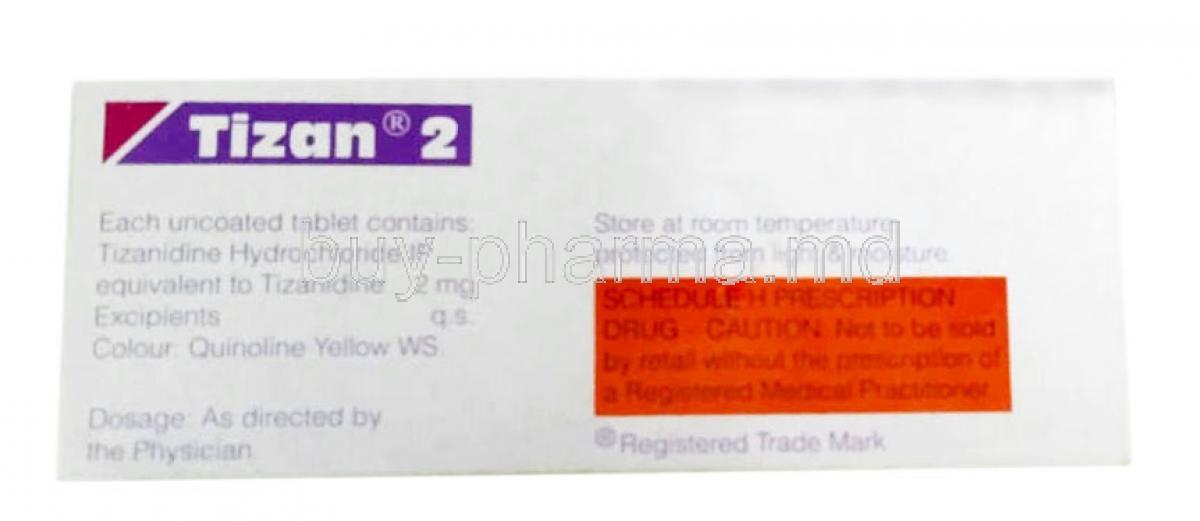 Tizan® 2
Each uncoated tablet contains:
Tizanidine Hydrochloride IP
equivalent to Tizanidine 2 mg
Excipients q.s.
Colour: Quinoline Yellow WS
Dosage: As directed by
the Physician
Store at room temperature
protected from light & moisture.
SCHEDULE H PRESCRIPTION
DRUG - CAUTION: Not to be sold
by retail without the prescription of
a Registered Medical Practitioner
® Registered Trade Mark
buy-pharma.md